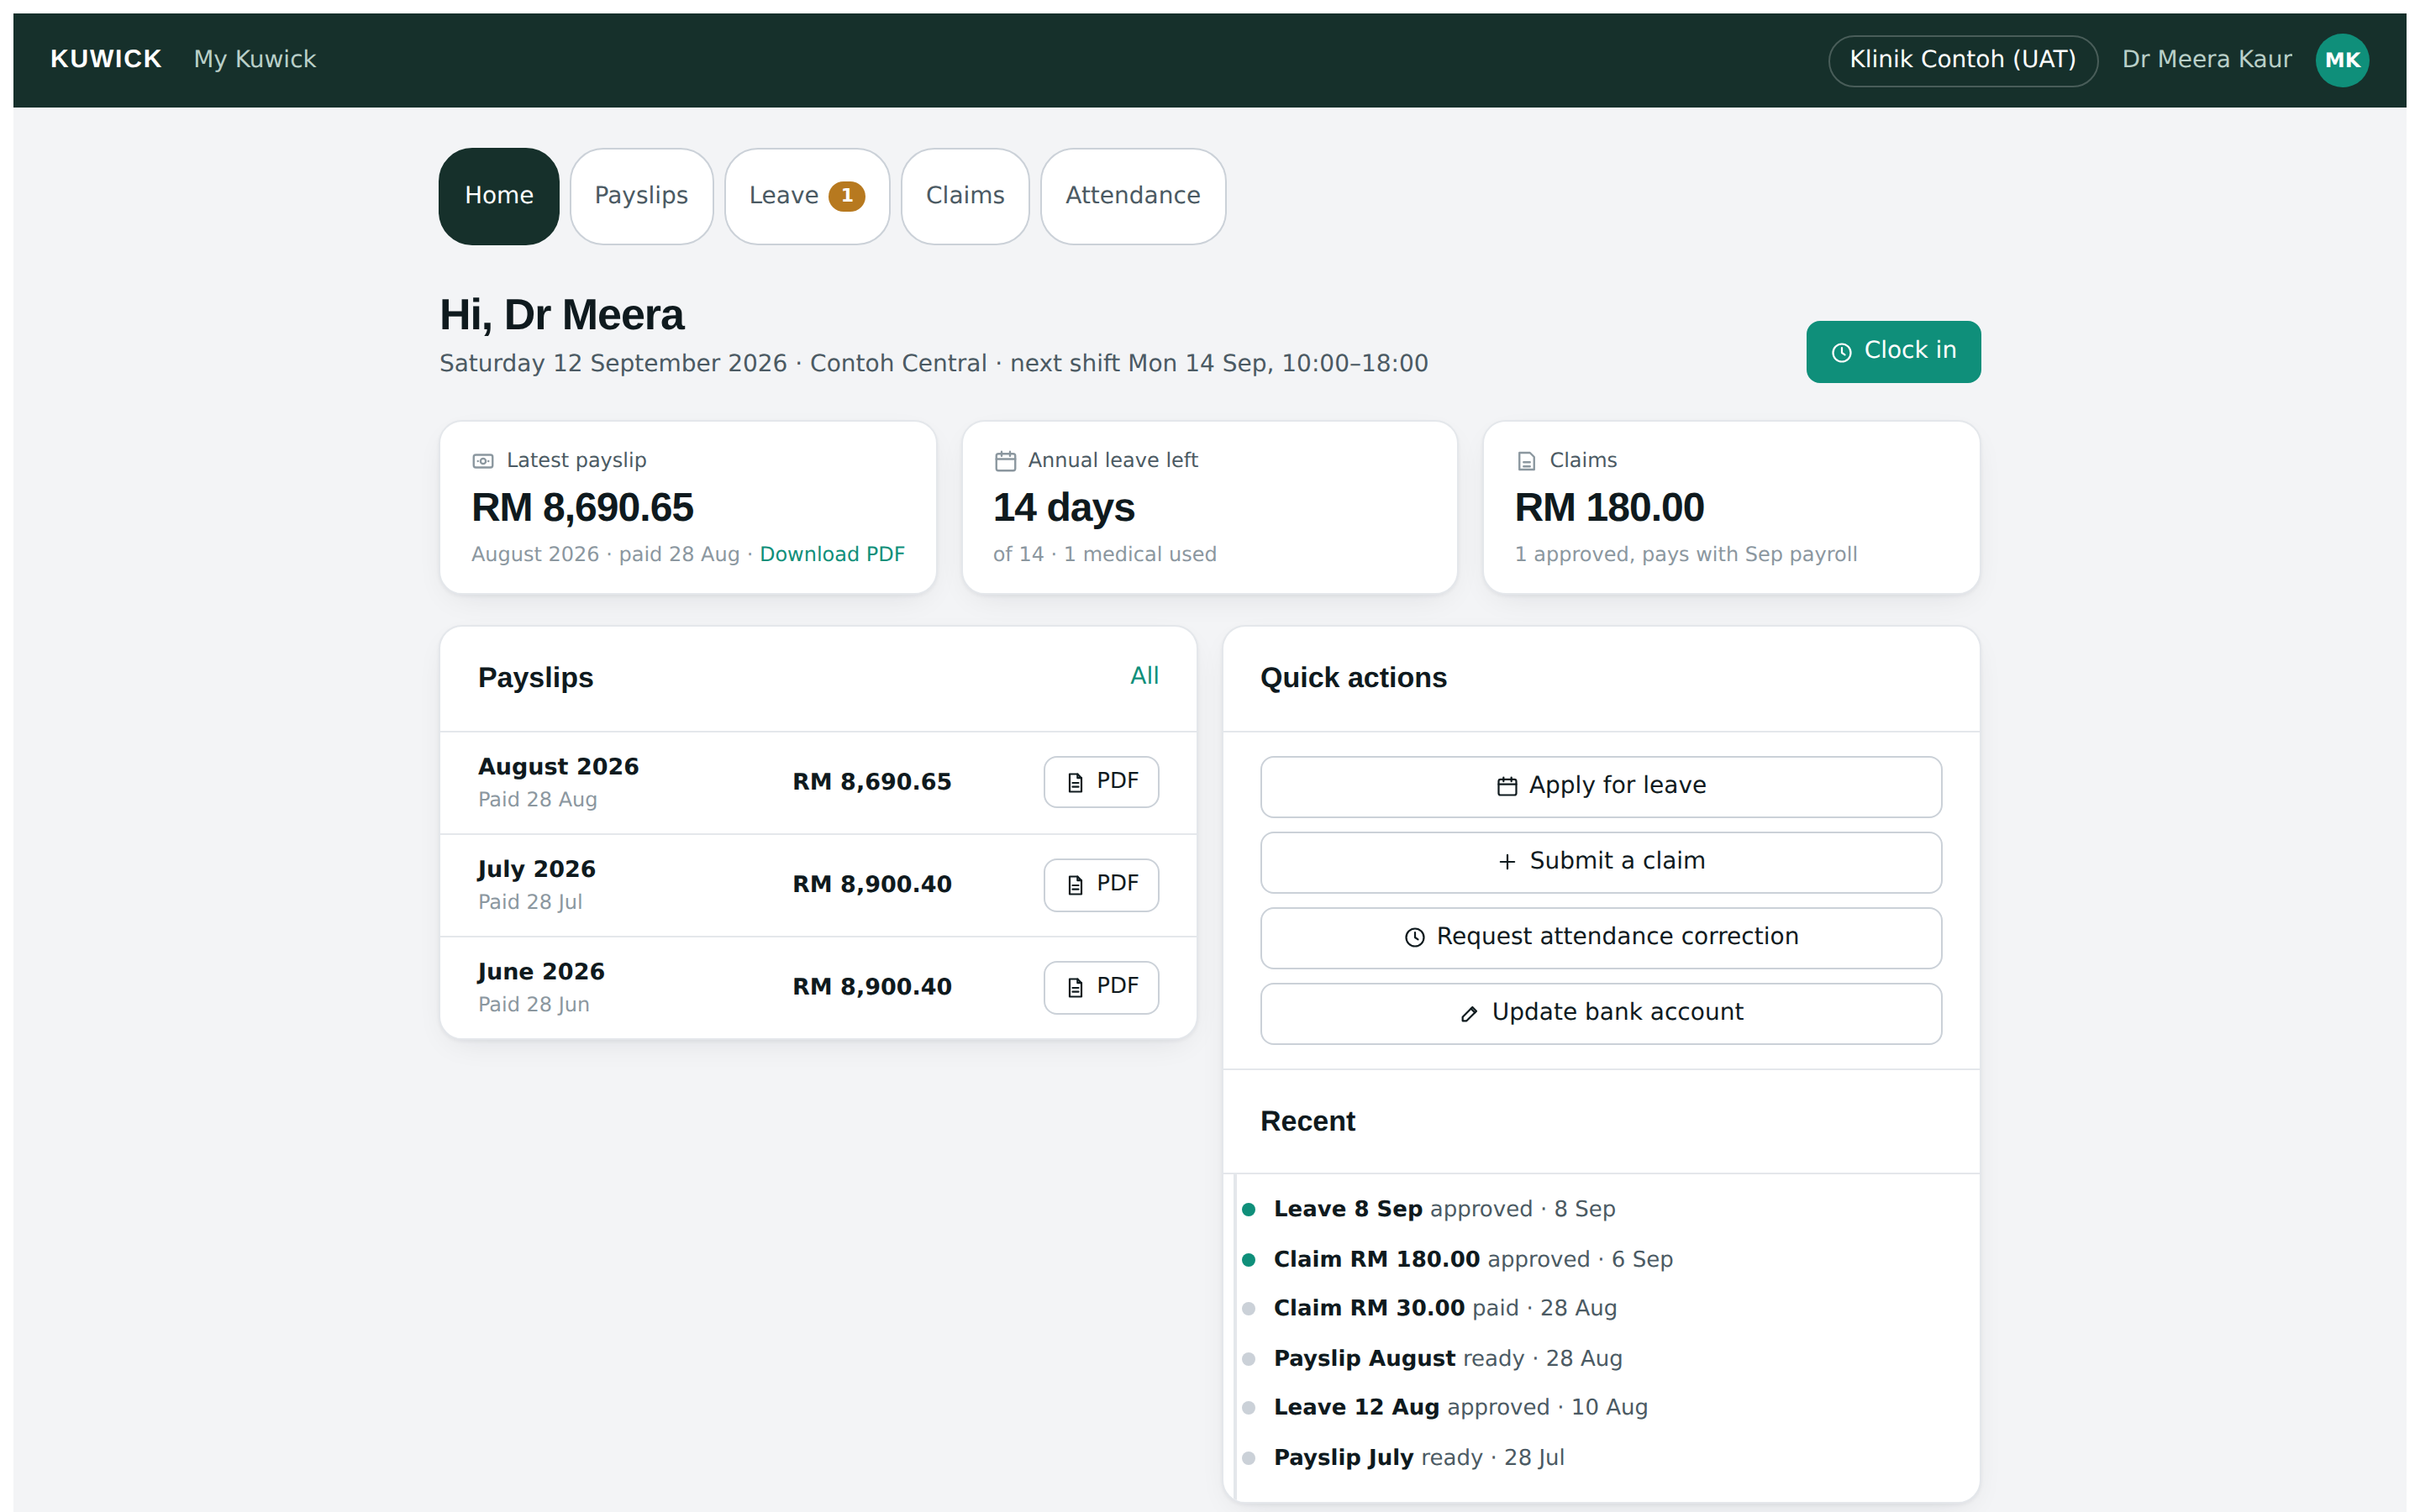 KUWICK My Kuwick Klinik Contoh (UAT) Dr Meera Kaur MK
Home Payslips Leave 1 Claims Attendance
Hi, Dr Meera
Saturday 12 September 2026 · Contoh Central · next shift Mon 14 Sep, 10:00–18:00
Clock in
Latest payslip
RM 8,690.65
August 2026 · paid 28 Aug · Download PDF
Annual leave left
14 days
of 14 · 1 medical used
Claims
RM 180.00
1 approved, pays with Sep payroll
Payslips All
August 2026
Paid 28 Aug
RM 8,690.65 PDF
July 2026
Paid 28 Jul
RM 8,900.40 PDF
June 2026
Paid 28 Jun
RM 8,900.40 PDF
Quick actions
Apply for leave
Submit a claim
Request attendance correction
Update bank account
Recent
Leave 8 Sep approved · 8 Sep
Claim RM 180.00 approved · 6 Sep
Claim RM 30.00 paid · 28 Aug
Payslip August ready · 28 Aug
Leave 12 Aug approved · 10 Aug
Payslip July ready · 28 Jul